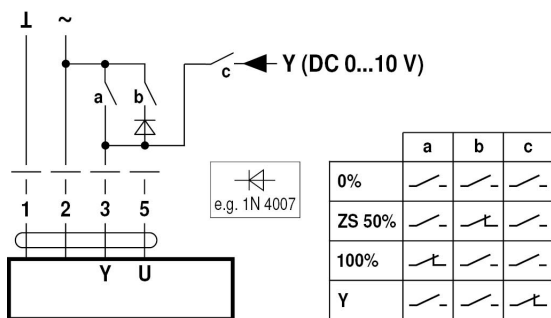 ⊥ ~
a b c Y (DC 0...10 V)
1 2 3 5
Y U
e.g. 1N 4007
a b c
0%
ZS 50%
100%
Y